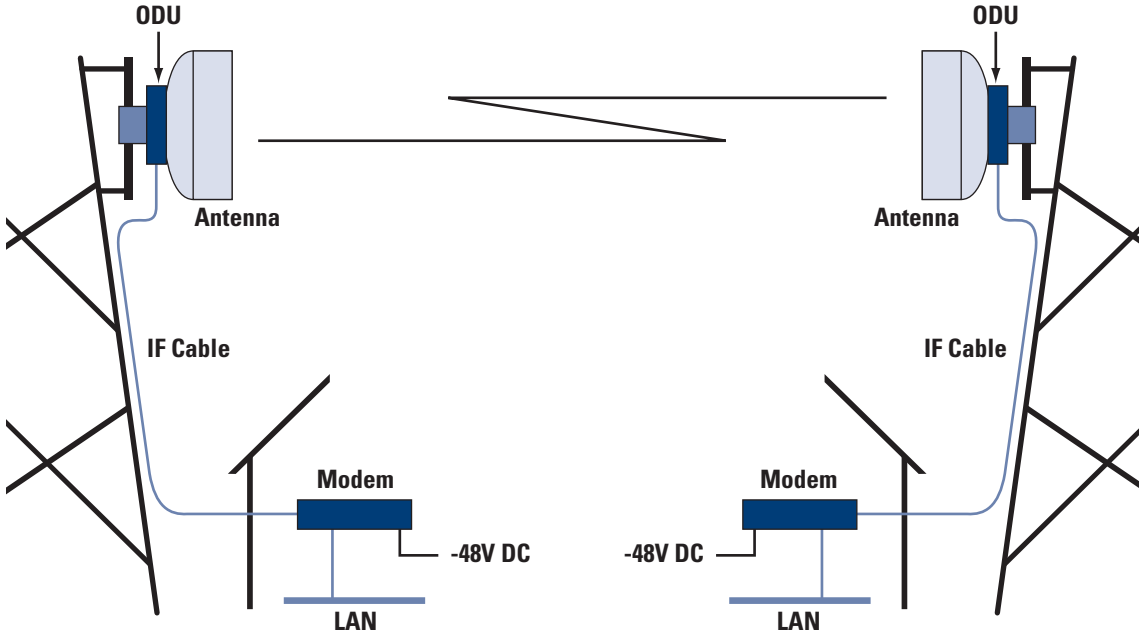 ODU
ODU
Antenna
Antenna
IF Cable
IF Cable
Modem
Modem
-48V DC
-48V DC
LAN
LAN